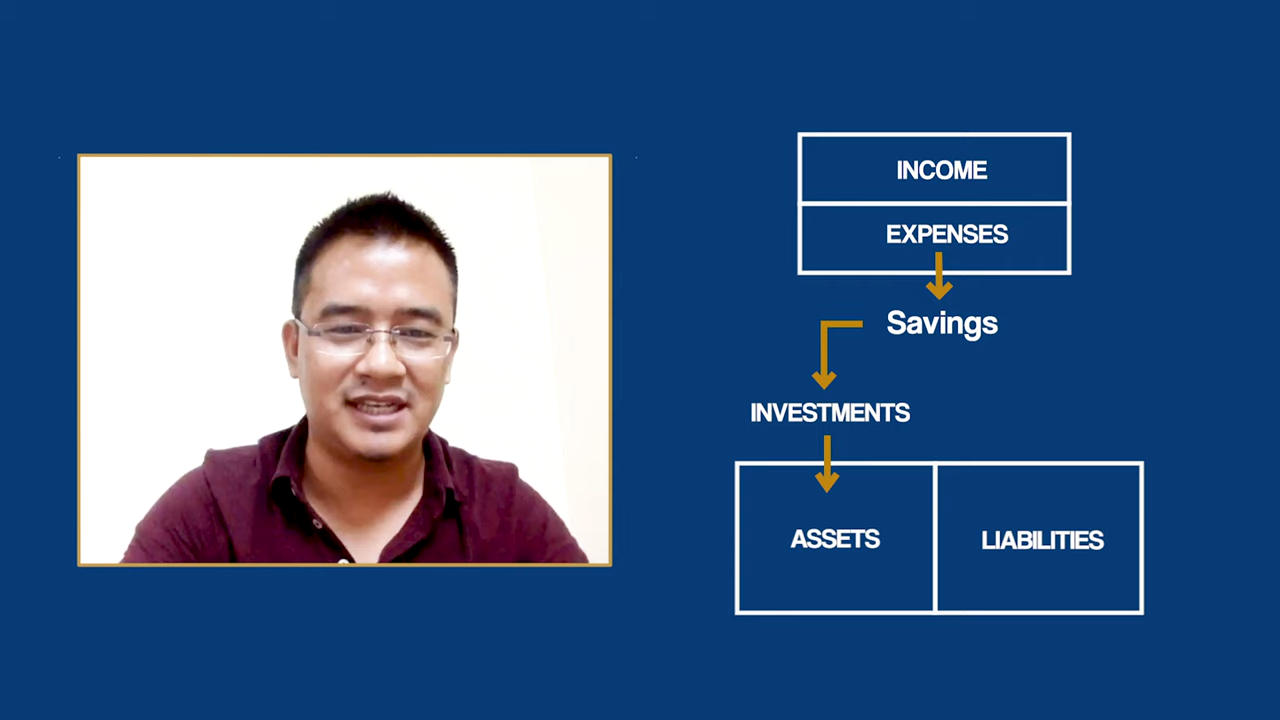 INCOME
EXPENSES
Savings
INVESTMENTS
ASSETS
LIABILITIES